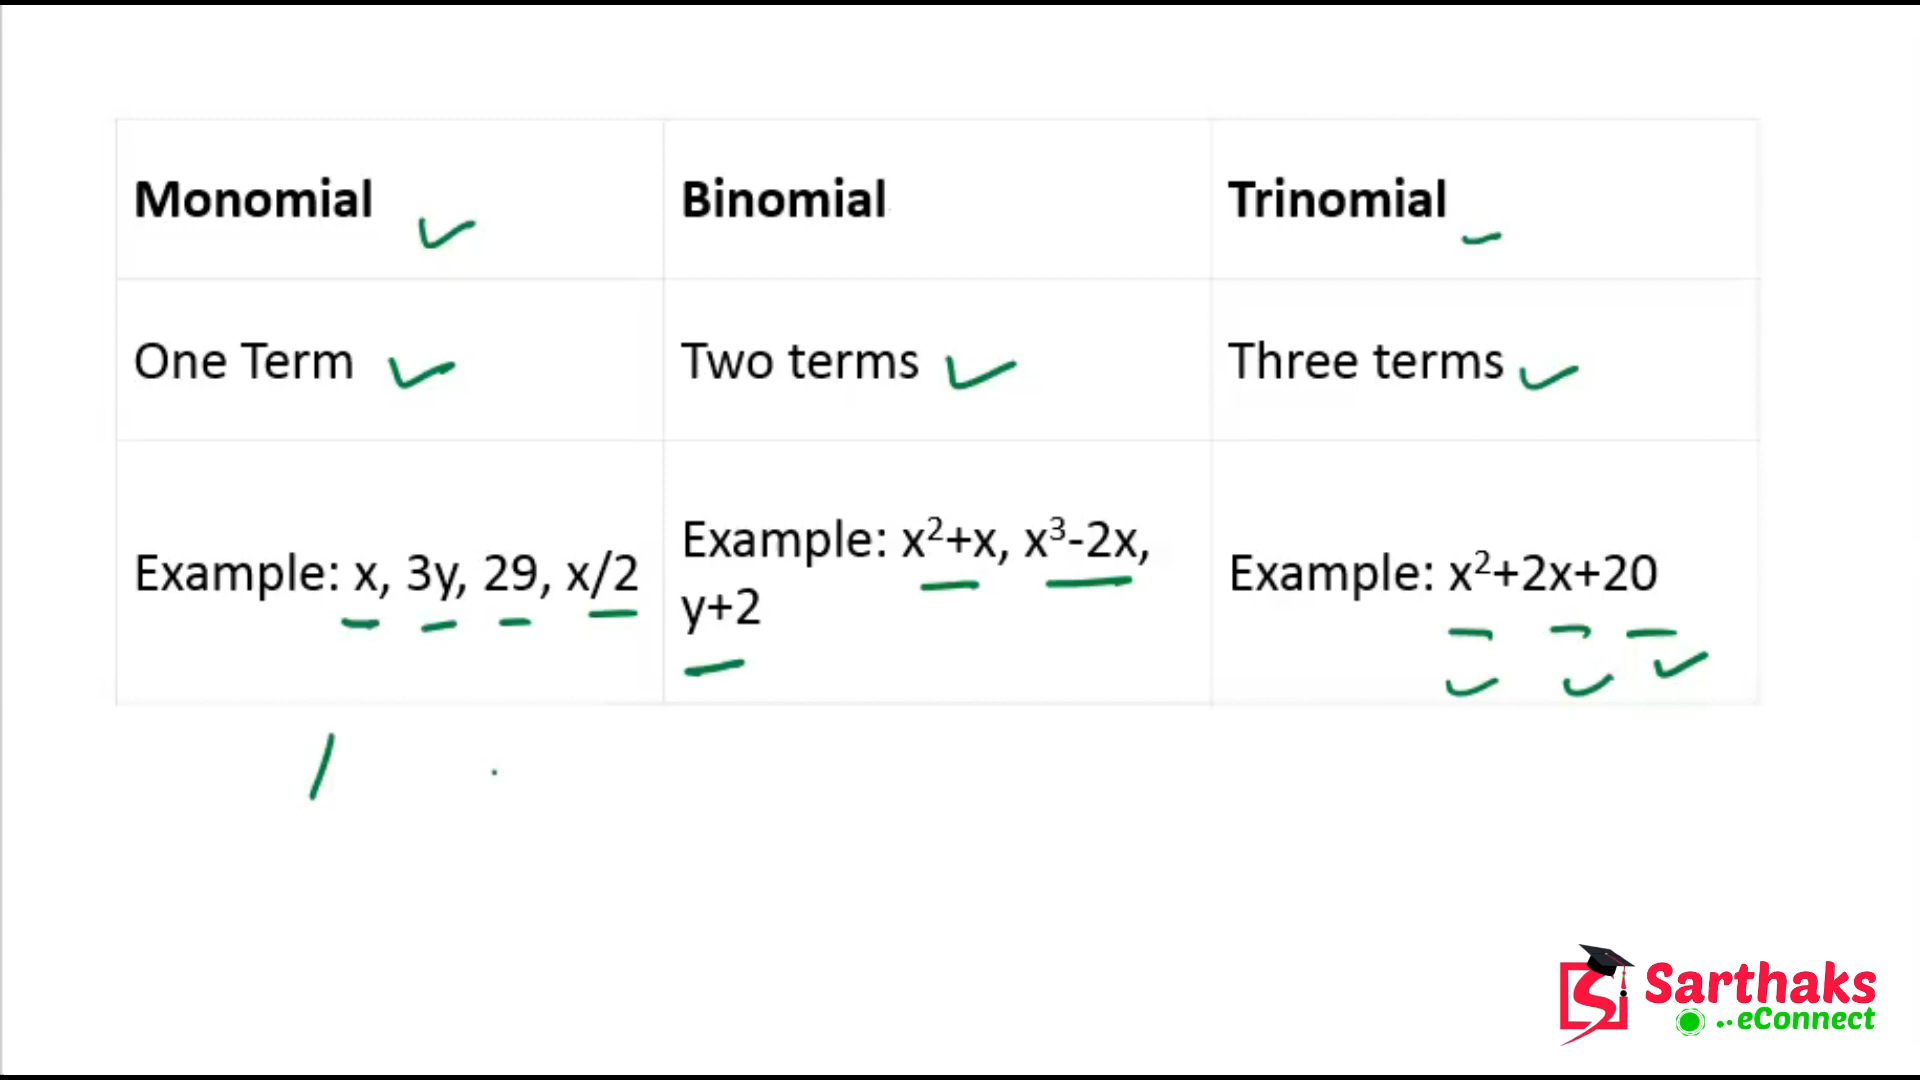 Monomial
Binomial
Trinomial
One Term
Two terms
Three terms
Example: x, 3y, 29, x/2
Example: x²+x, x³-2x,
y+2
Example: x²+2x+20
Sarthaks
eConnect